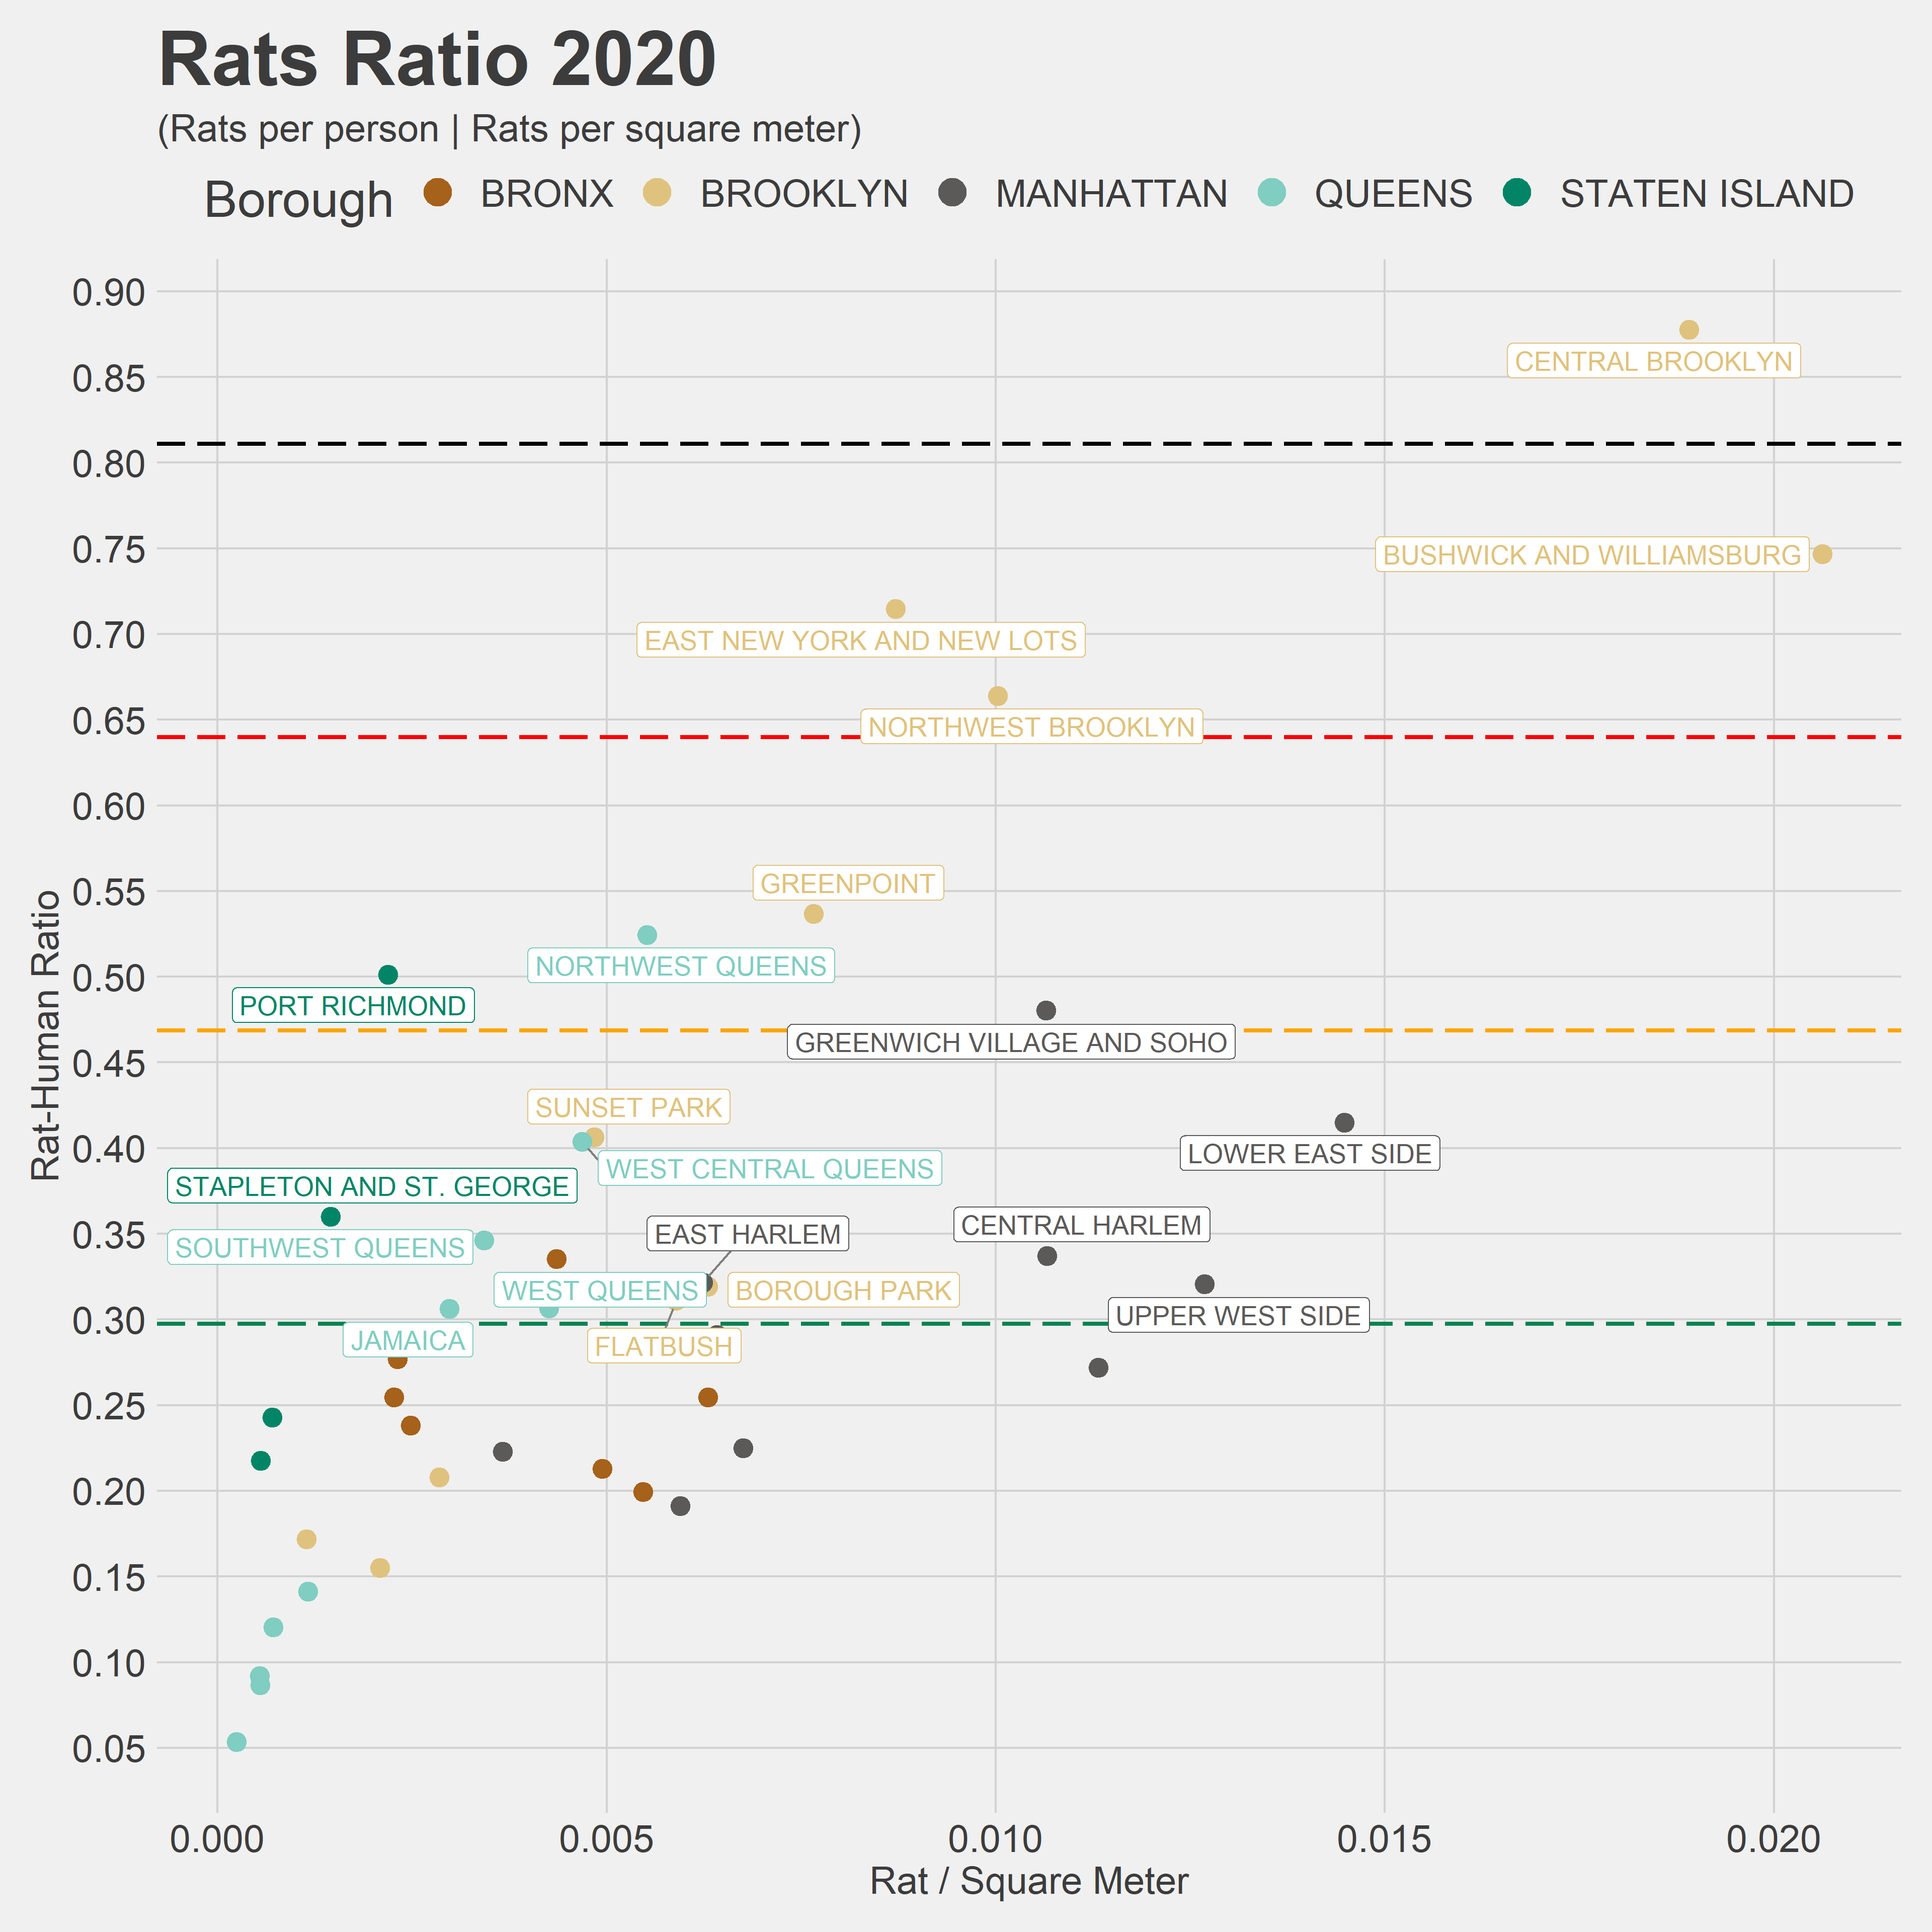 Rats Ratio 2020
(Rats per person | Rats per square meter)
Borough BRONX BROOKLYN MANHATTAN QUEENS STATEN ISLAND
0.90
CENTRAL BROOKLYN
0.85
0.80
0.75
BUSHWICK AND WILLIAMSBURG
0.70
EAST NEW YORK AND NEW LOTS
0.65
NORTHWEST BROOKLYN
0.60
0.55
GREENPOINT
NORTHWEST QUEENS
0.50
PORT RICHMOND
GREENWICH VILLAGE AND SOHO
0.45
SUNSET PARK
0.40
LOWER EAST SIDE
WEST CENTRAL QUEENS
STAPLETON AND ST. GEORGE
CENTRAL HARLEM
0.35
EAST HARLEM
SOUTHWEST QUEENS
WEST QUEENS
BOROUGH PARK
0.30
UPPER WEST SIDE
JAMAICA
FLATBUSH
0.25
0.20
0.15
0.10
0.05
Rat-Human Ratio
0.000 0.005 0.010 0.015 0.020
Rat / Square Meter